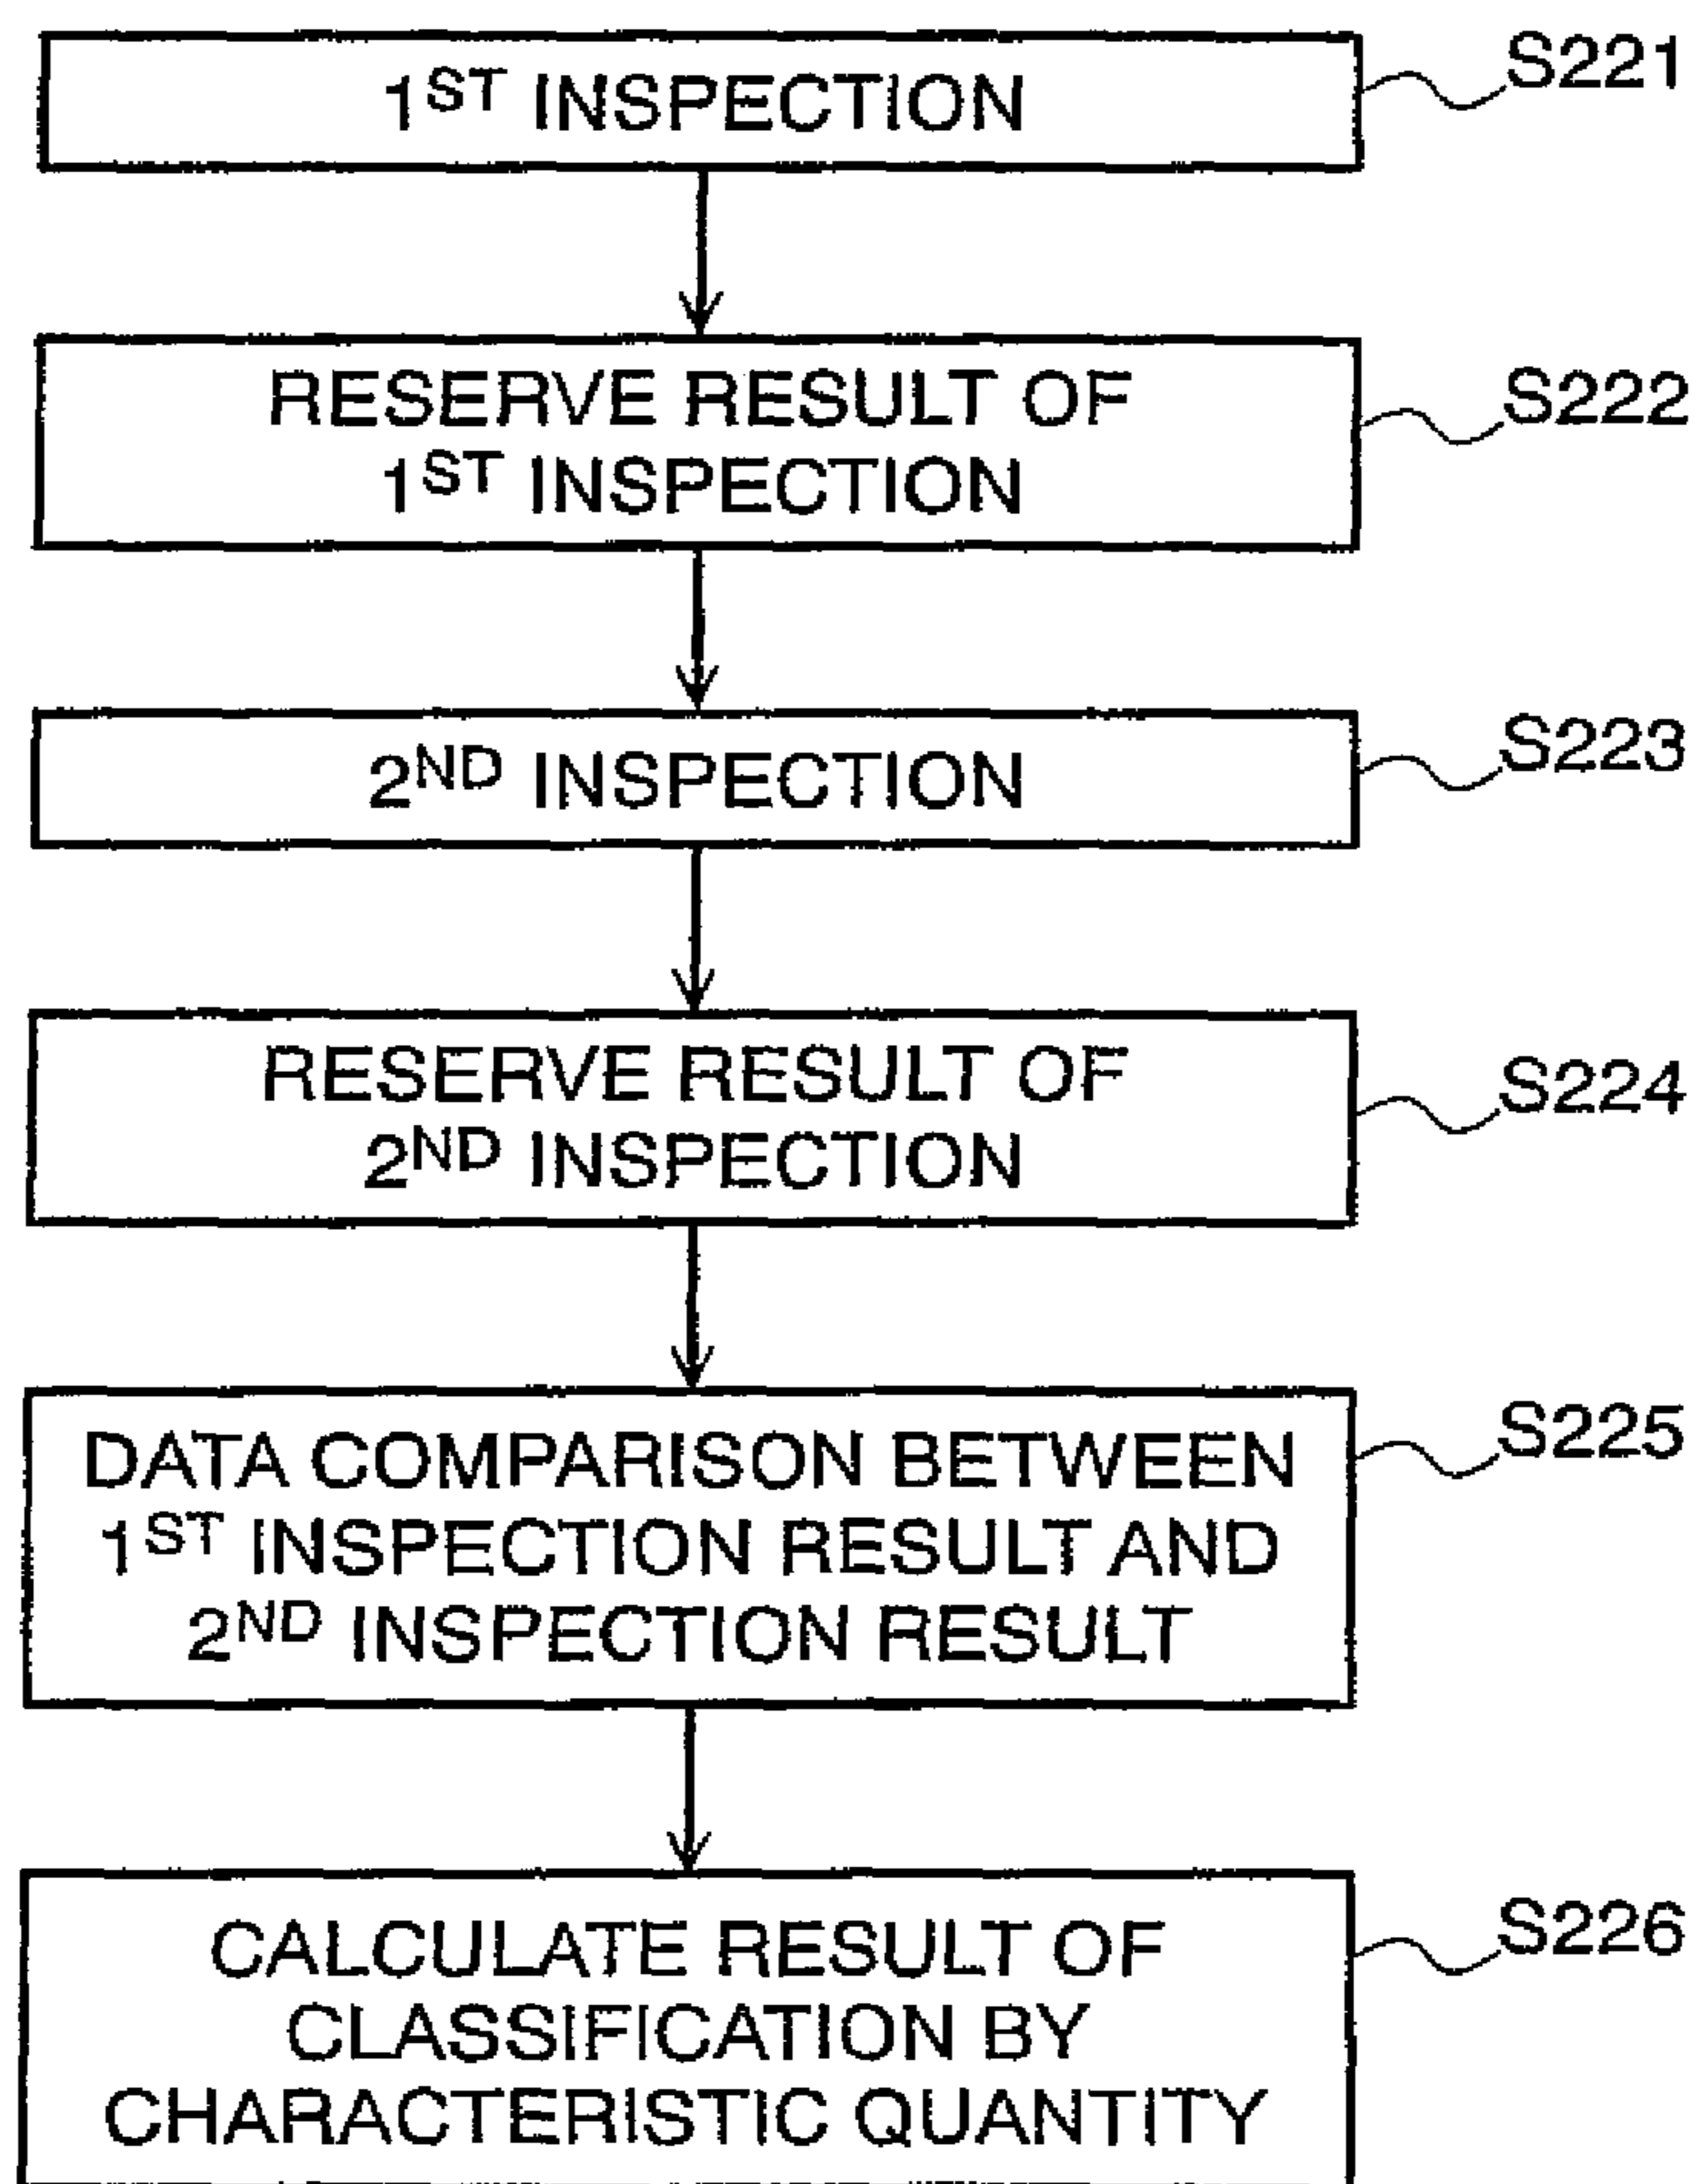 1ST INSPECTION
S221
RESERVE RESULT OF
1ST INSPECTION
S222
2ND INSPECTION
S223
RESERVE RESULT OF
2ND INSPECTION
S224
DATA COMPARISON BETWEEN
1ST INSPECTION RESULT AND
2ND INSPECTION RESULT
S225
CALCULATE RESULT OF
CLASSIFICATION BY
CHARACTERISTIC QUANTITY
S226